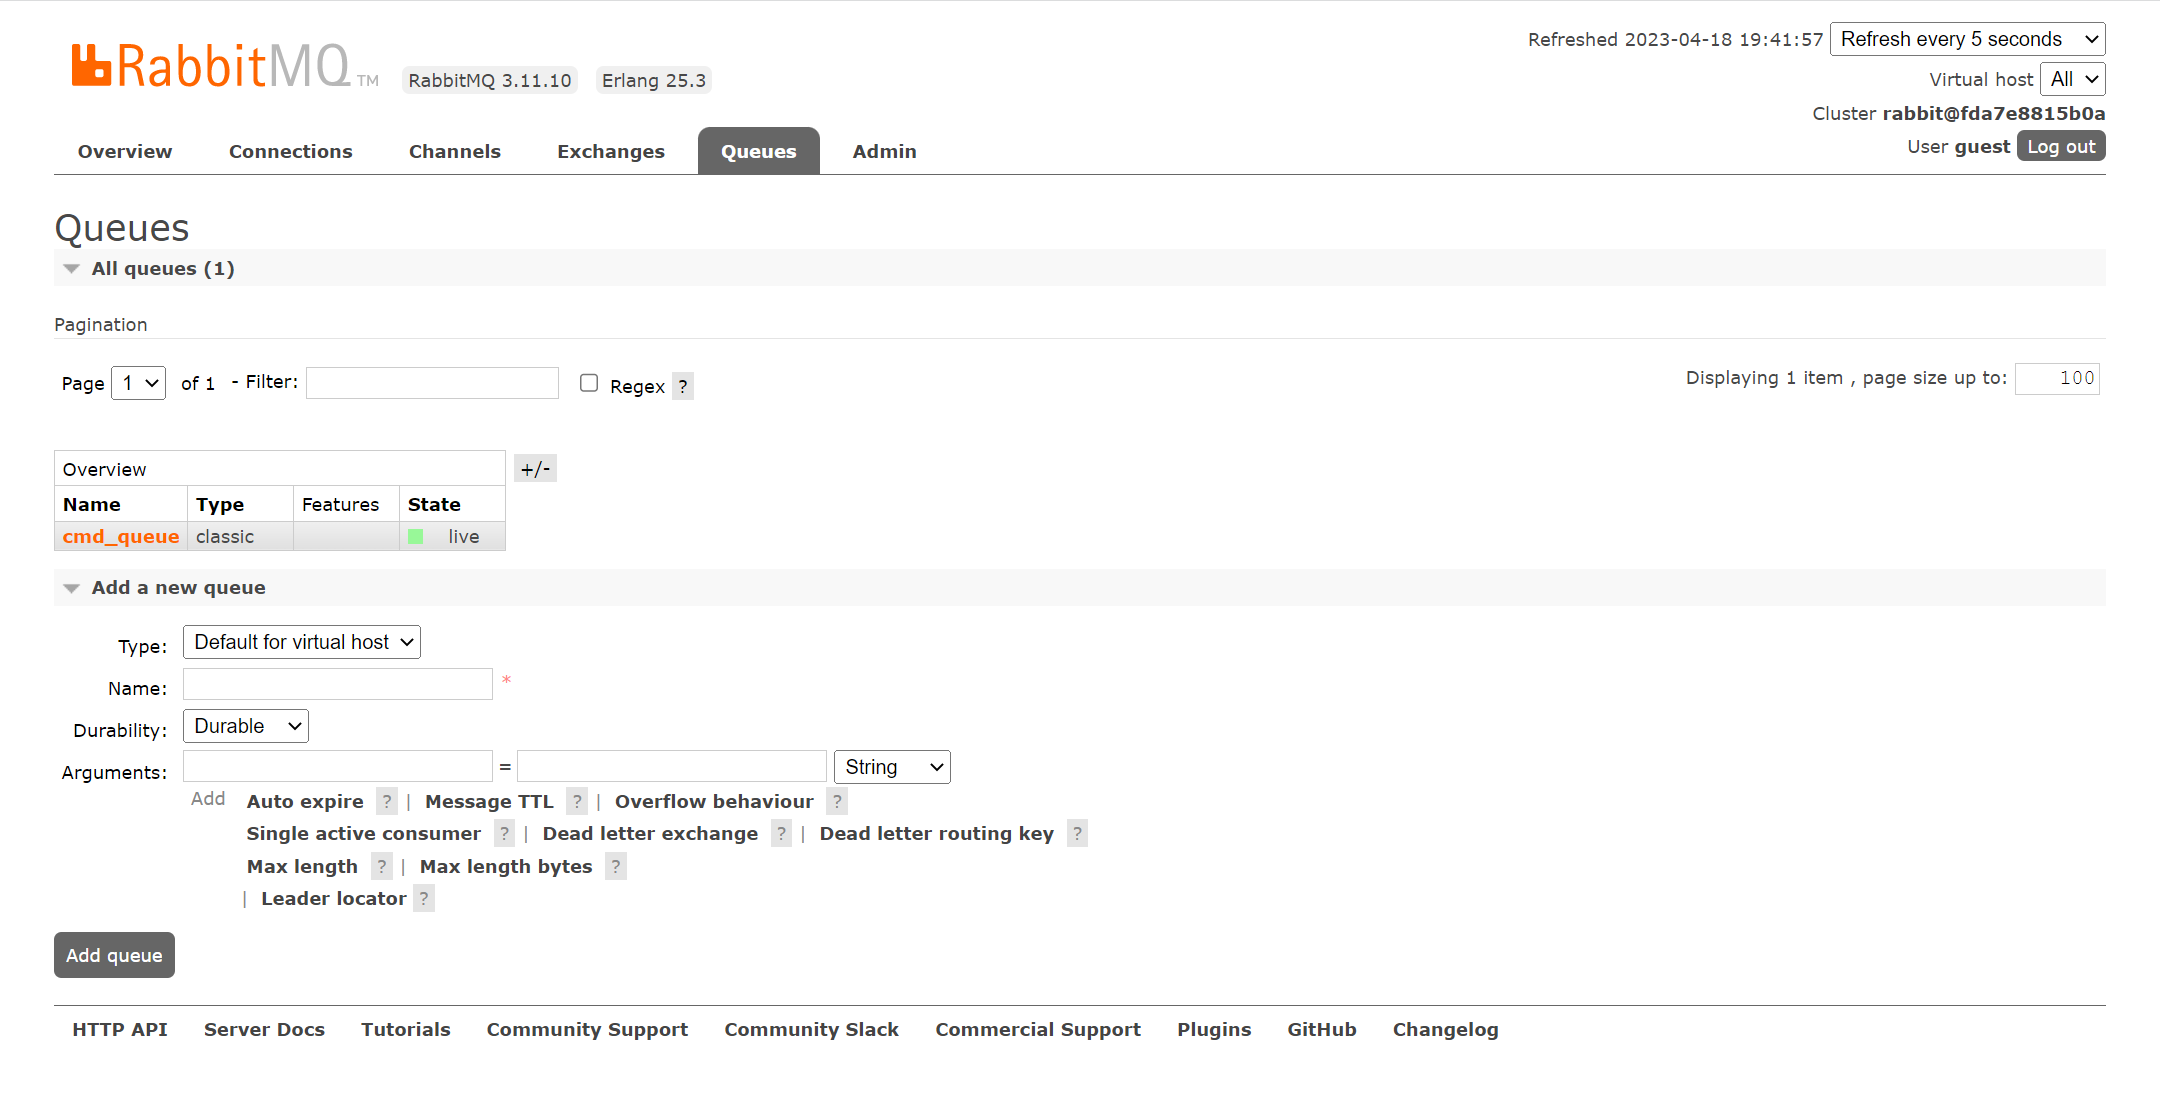 RabbitMQ TM RabbitMQ 3.11.10 Erlang 25.3
Refreshed 2023-04-18 19:41:57 Refresh every 5 seconds
Virtual host All
Cluster rabbit@fda7e8815b0a
User guest Log out
Overview Connections Channels Exchanges Queues Admin
Queues
All queues (1)
Pagination
Page 1 of 1 - Filter: Regex ? Displaying 1 item , page size up to: 100
Overview +/-
Name Type Features State
cmd_queue classic live
Add a new queue
Type: Default for virtual host
Name: *
Durability: Durable
Arguments: = String
Add Auto expire ? | Message TTL ? | Overflow behaviour ?
Single active consumer ? | Dead letter exchange ? | Dead letter routing key ?
Max length ? | Max length bytes ?
| Leader locator ?
Add queue
HTTP API Server Docs Tutorials Community Support Community Slack Commercial Support Plugins GitHub Changelog